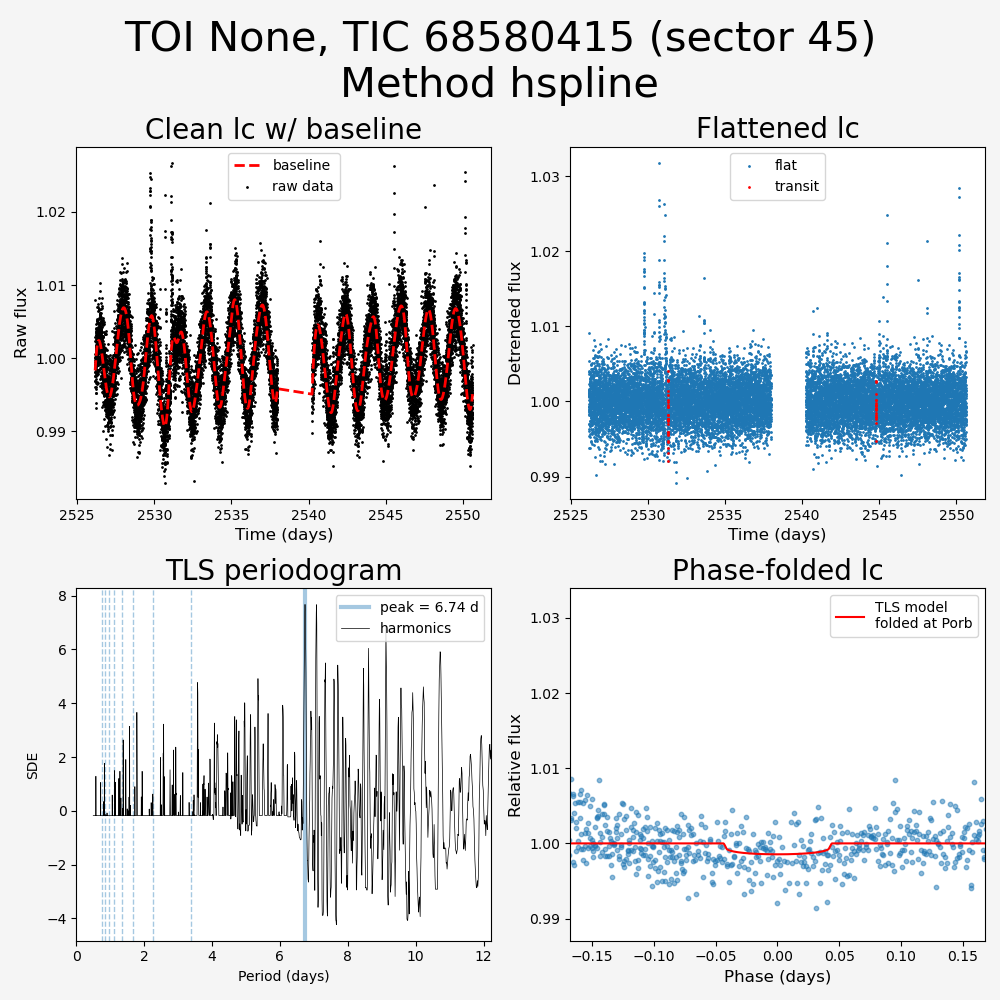 TOI None, TIC 68580415 (sector 45)
Method hspline
Clean lc w/ baseline
baseline
raw data
Raw flux
1.02
1.01
1.00
0.99
2525
2530
2535
2540
2545
2550
Time (days)
Flattened lc
flat
transit
Detrended flux
1.03
1.02
1.01
1.00
0.99
2525
2530
2535
2540
2545
2550
Time (days)
TLS periodogram
peak = 6.74 d
harmonics
SDE
8
6
4
2
0
−2
−4
0
2
4
6
8
10
12
Period (days)
Phase-folded lc
TLS model
folded at Porb
Relative flux
1.03
1.02
1.01
1.00
0.99
−0.15
−0.10
−0.05
0.00
0.05
0.10
0.15
Phase (days)